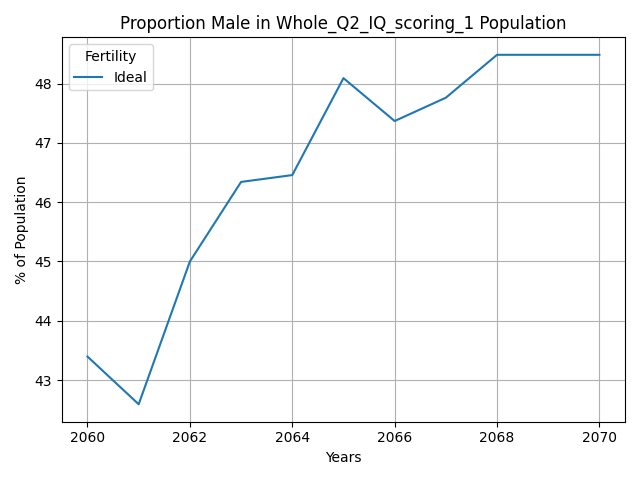 Proportion Male in Whole_Q2_IQ_scoring_1 Population
Fertility
Ideal
% of Population
48
47
46
45
44
43
2060
2062
2064
2066
2068
2070
Years